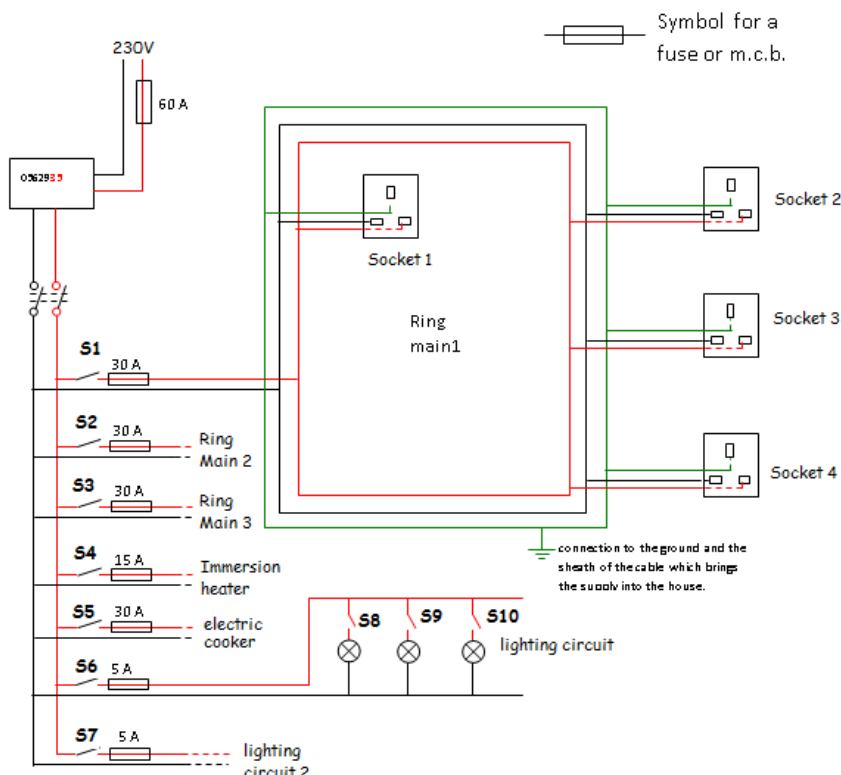 Symbol for a
fuse or m.c.b.
230V
60 A
0962935
Socket 1
Socket 2
Ring
main1
Socket 3
S1
30 A
S2
30 A
Ring
Main 2
Socket 4
S3
30 A
Ring
Main 3
connection to the ground and the
sheath of the cable which brings
the supply into the house.
S4
15 A
Immersion
heater
S5
30 A
electric
cooker
S8
S9
S10
lighting circuit
S6
5 A
S7
5 A
lighting
circuit 2